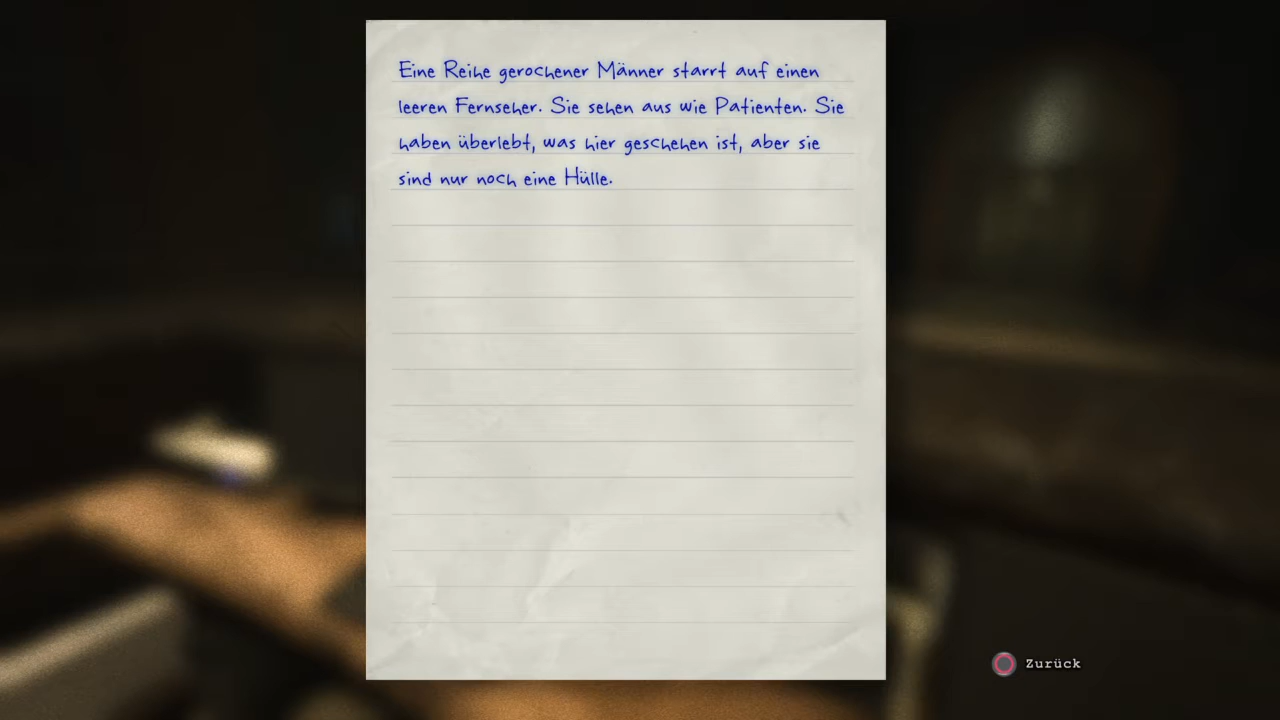 Eine Reihe gerochener Männer starrt auf einen
leeren Fernseher. Sie sehen aus wie Patienten. Sie
haben überlebt, was hier geschehen ist, aber sie
sind nur noch eine Hülle.
Zurück